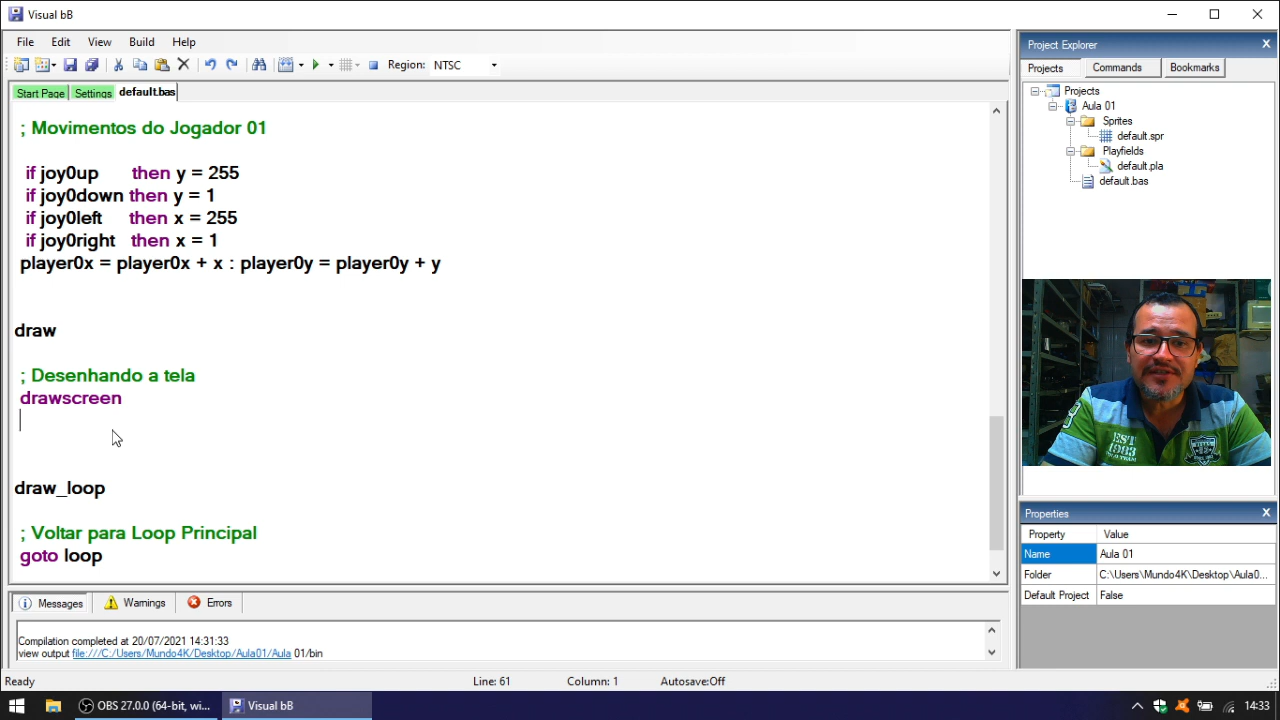 Visual bB
File Edit View Build Help
Region: NTSC
Start Page Settings default.bas
; Movimentos do Jogador 01
if joy0up then y = 255
if joy0down then y = 1
if joy0left then x = 255
if joy0right then x = 1
player0x = player0x + x : player0y = player0y + y
draw
; Desenhando a tela
drawscreen
draw_loop
; Voltar para Loop Principal
goto loop
Messages Warnings Errors
Compilation completed at 20/07/2021 14:31:33
view output file:///C:/Users/Mundo4K/Desktop/Aula01/Aula 01/bin
Ready Line: 61 Column: 1 Autosave:Off
Project Explorer X
Projects Commands Bookmarks
Projects
Aula 01
Sprites
default.spr
Playfields
default.pla
default.bas
EST
1983
Properties X
Property Value
Name Aula 01
Folder C:\Users\Mundo4K\Desktop\Aula0...
Default Project False
OBS 27.0.0 (64-bit, wi... Visual bB 14:33